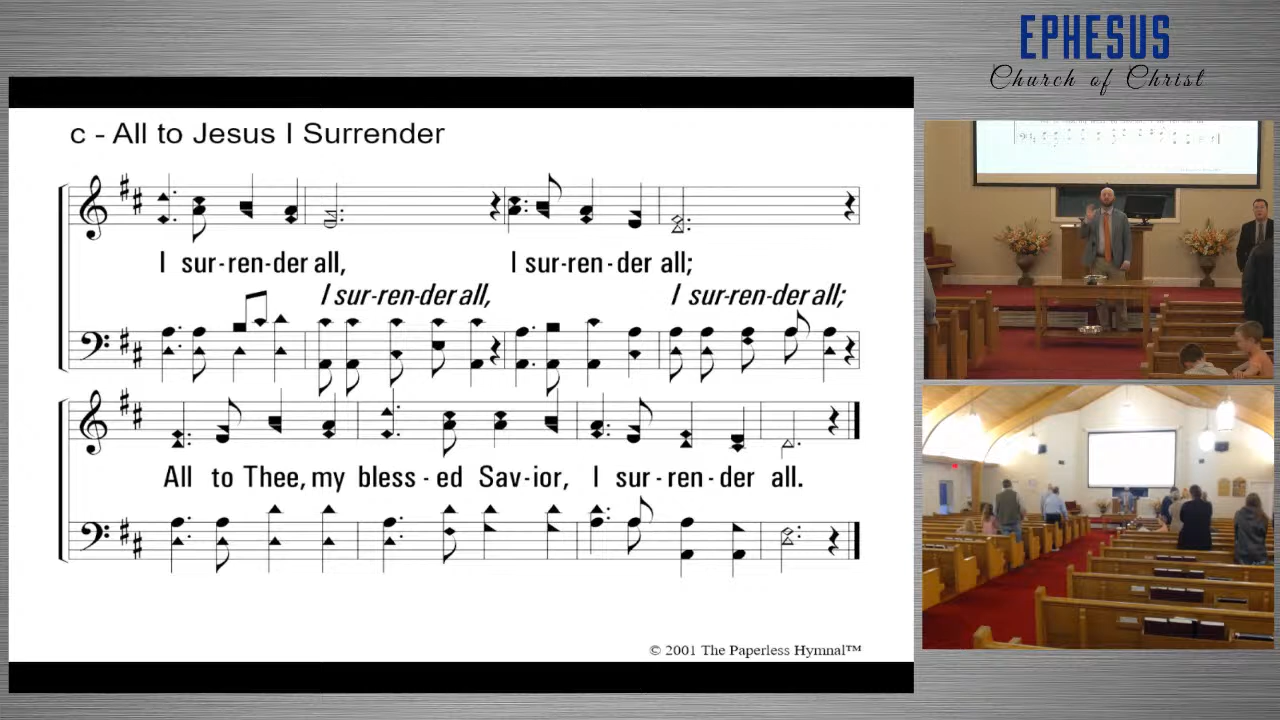 EPHESUS
Church of Christ
c - All to Jesus I Surrender
I sur-ren-der all, I sur-ren-der all;
I sur-ren-der all, I sur-ren-der all;
All to Thee, my bless-ed Sav-ior, I sur-ren-der all.
© 2001 The Paperless Hymnal™